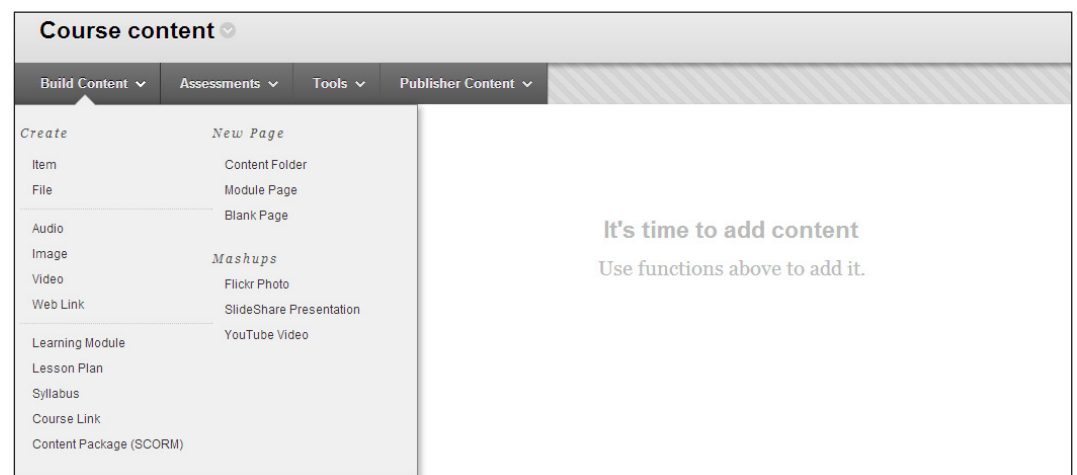 Course content
Build Content
Assessments
Tools
Publisher Content
Create
Item
File
Audio
Image
Video
Web Link
Learning Module
Lesson Plan
Syllabus
Course Link
Content Package (SCORM)
New Page
Content Folder
Module Page
Blank Page
Mashups
Flickr Photo
SlideShare Presentation
YouTube Video
It's time to add content
Use functions above to add it.